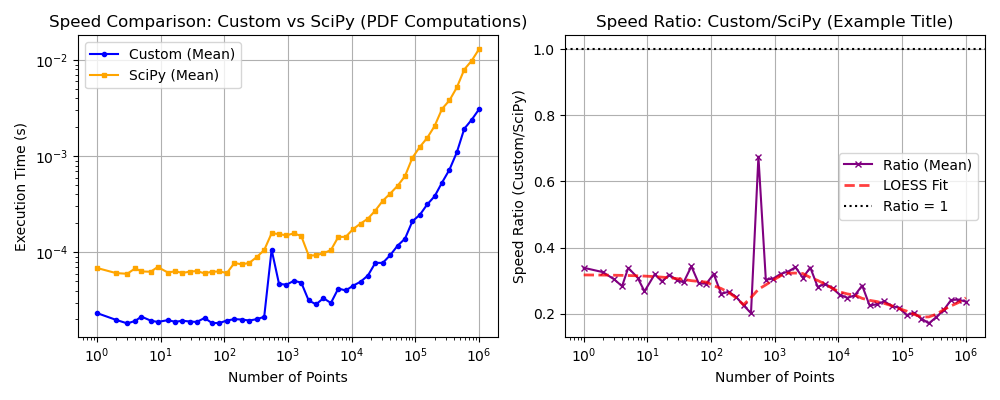 Speed Comparison: Custom vs SciPy (PDF Computations)
Execution Time (s)
10⁻²
10⁻³
10⁻⁴
Custom (Mean)
SciPy (Mean)
10⁰ 10¹ 10² 10³ 10⁴ 10⁵ 10⁶
Number of Points
Speed Ratio: Custom/SciPy (Example Title)
Speed Ratio (Custom/SciPy)
1.0
0.8
0.6
0.4
0.2
Ratio (Mean)
LOESS Fit
Ratio = 1
10⁰ 10¹ 10² 10³ 10⁴ 10⁵ 10⁶
Number of Points